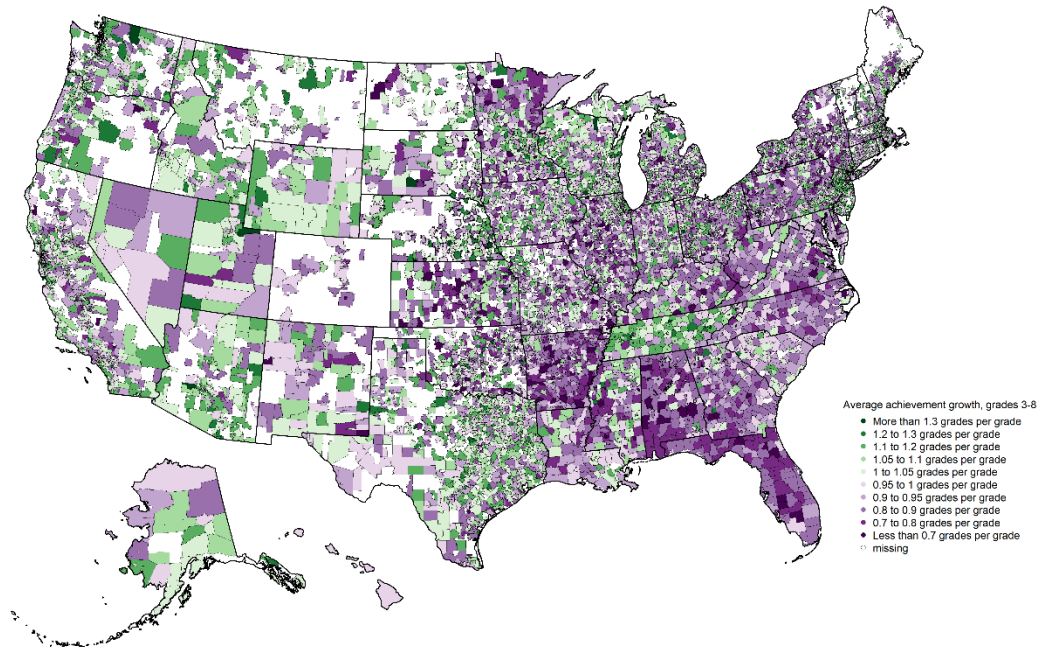 Average achievement growth, grades 3-8
More than 1.3 grades per grade
1.2 to 1.3 grades per grade
1.1 to 1.2 grades per grade
1.05 to 1.1 grades per grade
1 to 1.05 grades per grade
0.95 to 1 grades per grade
0.9 to 0.95 grades per grade
0.8 to 0.9 grades per grade
0.7 to 0.8 grades per grade
Less than 0.7 grades per grade
missing